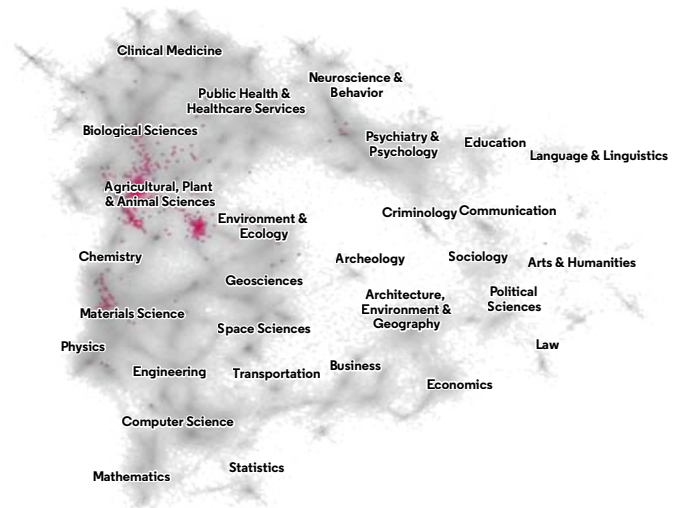 Clinical Medicine
Neuroscience &
Behavior
Public Health &
Healthcare Services
Biological Sciences
Psychiatry &
Psychology
Education
Language & Linguistics
Agricultural, Plant
& Animal Sciences
Environment &
Ecology
Criminology
Communication
Chemistry
Archeology
Sociology
Arts & Humanities
Geosciences
Architecture,
Environment &
Geography
Political
Sciences
Materials Science
Space Sciences
Physics
Law
Engineering
Transportation
Business
Economics
Computer Science
Mathematics
Statistics